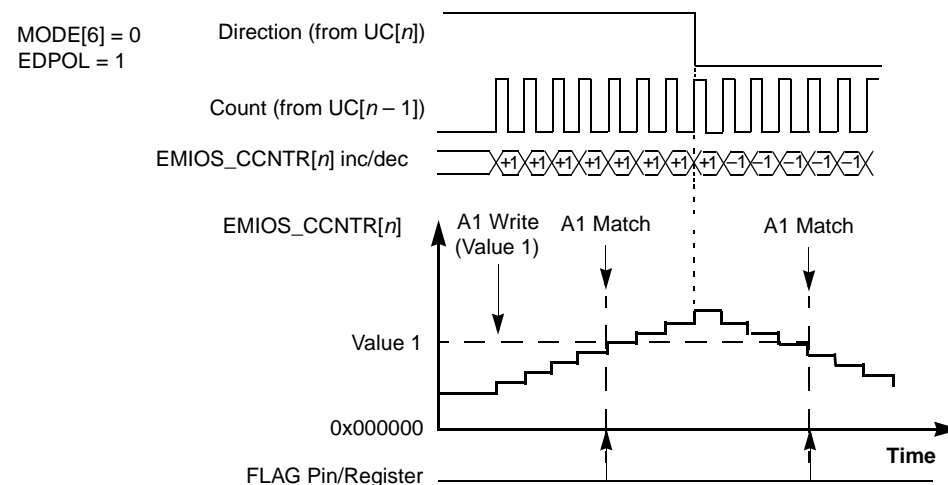 MODE[6] = 0
EDPOL = 1
Direction (from UC[n])
Count (from UC[n – 1])
EMIOS_CCNTR[n] inc/dec
+1 +1 +1 +1 +1 +1 +1 +1 –1 –1 –1 –1 –1
EMIOS_CCNTR[n]
A1 Write
(Value 1)
A1 Match
A1 Match
Value 1
0x000000
Time
FLAG Pin/Register